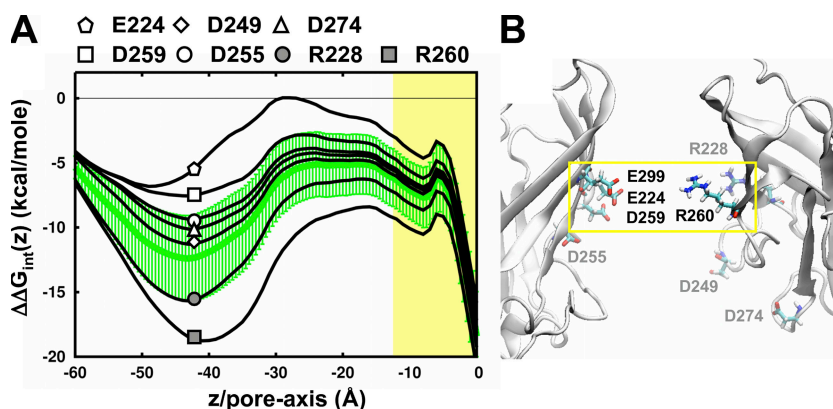 A
E224 D249 D274
D259 D255 R228 R260
ΔΔG_int(z) (kcal/mole)
0
-5
-10
-15
-20
-60 -50 -40 -30 -20 -10 0
z/pore-axis (Å)
B
R228
E299
E224
D259 R260
D255
D249
D274